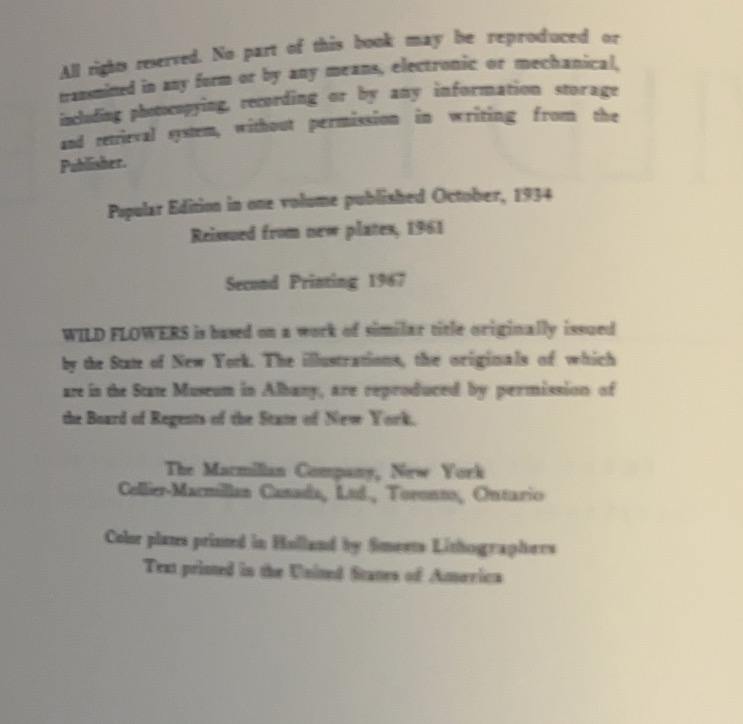 All rights reserved. No part of this book may be reproduced or
transmitted in any form or by any means, electronic or mechanical,
including photocopying, recording or by any information storage
and retrieval system, without permission in writing from the
Publisher.
Popular Edition in one volume published October, 1934
Reissued from new plates, 1961
Second Printing 1967
WILD FLOWERS is based on a work of similar title originally issued
by the State of New York. The illustrations, the originals of which
are in the State Museum in Albany, are reproduced by permission of
the Board of Regents of the State of New York.
The Macmillan Company, New York
Collier-Macmillan Canada, Ltd., Toronto, Ontario
Color plates printed in Holland by Smeets Lithographers
Text printed in the United States of America